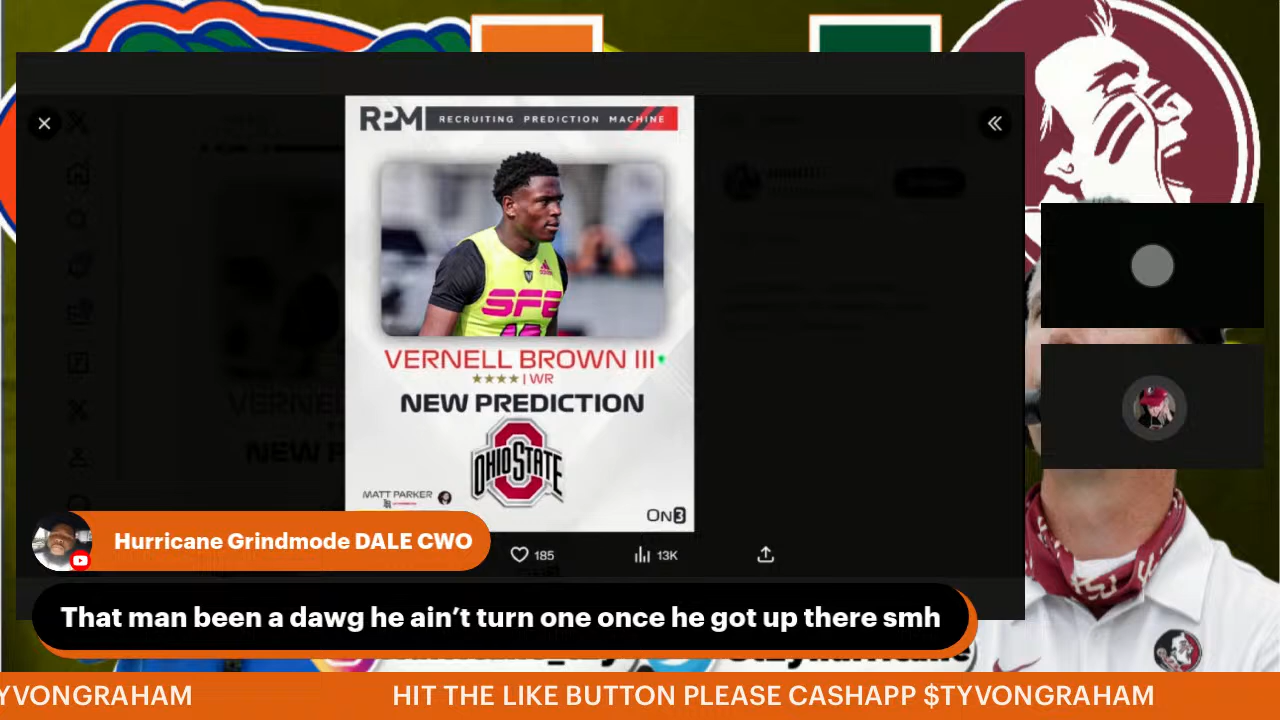 RPM RECRUITING PREDICTION MACHINE
SFE
VERNELL BROWN III
★★★★ | WR
NEW PREDICTION
OHIO STATE
MATT PARKER
ON3
Hurricane Grindmode DALE CWO
185
13K
That man been a dawg he ain’t turn one once he got up there smh
TYVONGRAHAM HIT THE LIKE BUTTON PLEASE CASHAPP $TYVONGRAHAM